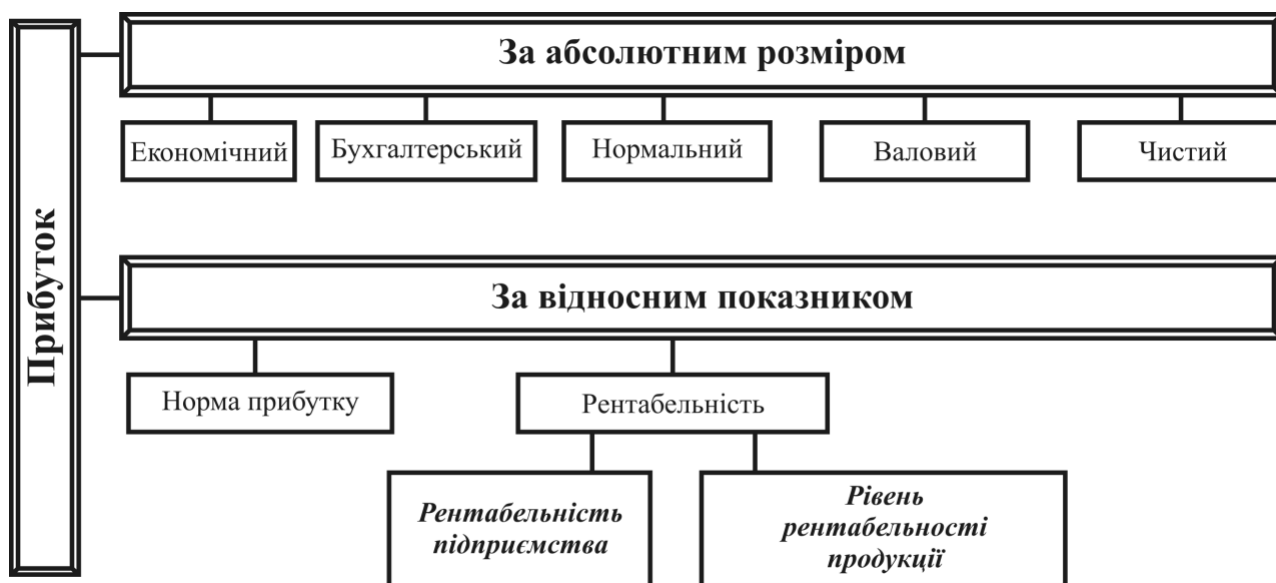 Прибуток
За абсолютним розміром
Економічний
Бухгалтерський
Нормальний
Валовий
Чистий
За відносним показником
Норма прибутку
Рентабельність
Рентабельність
підприємства
Рівень
рентабельності
продукції